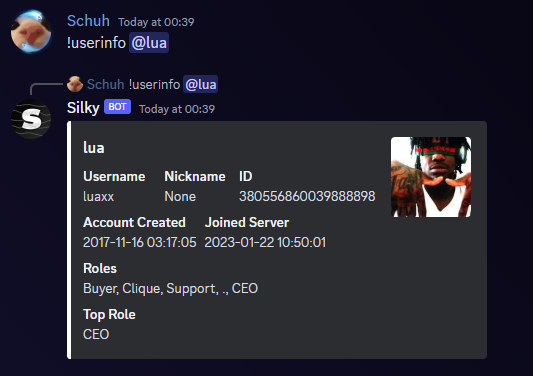 Schuh Today at 00:39
!userinfo @lua
Schuh !userinfo @lua
S
Silky BOT Today at 00:39
lua
Username Nickname ID
luaxx None 380556860039888898
Account Created Joined Server
2017-11-16 03:17:05 2023-01-22 10:50:01
Roles
Buyer, Clique, Support, ., CEO
Top Role
CEO